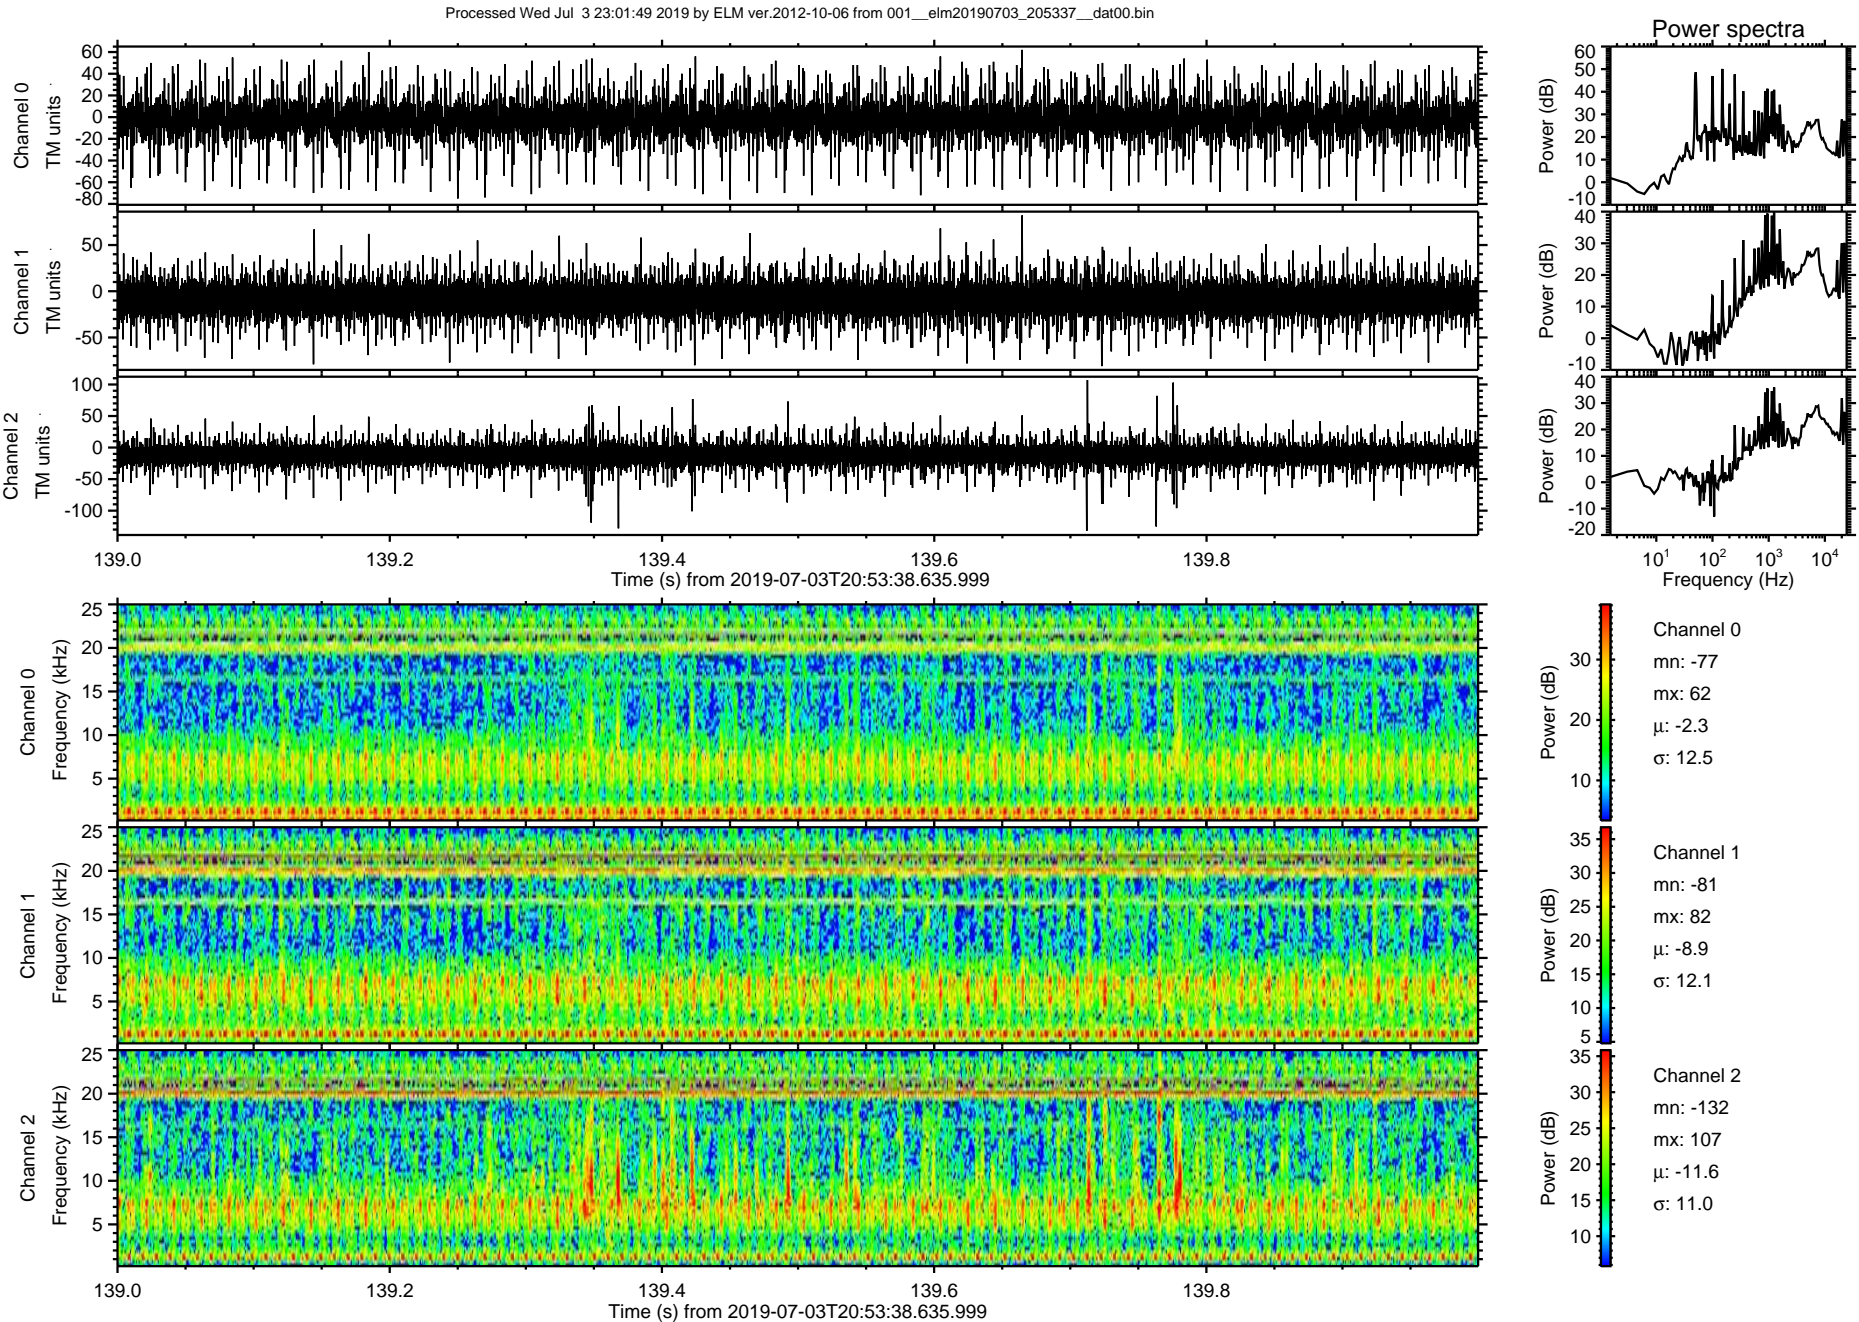 Processed Wed Jul  3 23:01:49 2019 by ELM ver.2012-10-06 from 001__elm20190703_205337__dat00.bin
Power spectra
Channel 0
TM units
60
40
20
0
-20
-40
-60
-80
Power (dB)
60
50
40
30
20
10
0
-10
Channel 1
TM units
50
0
-50
Power (dB)
40
30
20
10
0
-10
Channel 2
TM units
100
50
0
-50
-100
Power (dB)
40
30
20
10
0
-10
-20
139.0 139.2 139.4 139.6 139.8
Time (s) from 2019-07-03T20:53:38.635.999
10¹ 10² 10³ 10⁴
Frequency (Hz)
Channel 0
Frequency (kHz)
25
20
15
10
5
Power (dB)
30
20
10
Channel 0
mn: -77
mx: 62
μ: -2.3
σ: 12.5
Channel 1
Frequency (kHz)
25
20
15
10
5
Power (dB)
35
30
25
20
15
10
5
Channel 1
mn: -81
mx: 82
μ: -8.9
σ: 12.1
Channel 2
Frequency (kHz)
25
20
15
10
5
Power (dB)
35
30
25
20
15
10
Channel 2
mn: -132
mx: 107
μ: -11.6
σ: 11.0
139.0 139.2 139.4 139.6 139.8
Time (s) from 2019-07-03T20:53:38.635.999